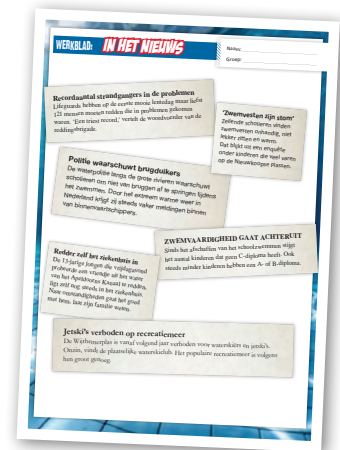 WERKBLAD: IN HET NIEUWS
Naam:
Groep:
Recordaantal strandgangers in de problemen
Lifeguards hebben op de eerste mooie lentedag maar liefst
121 mensen moeten redden die in problemen gekomen
waren. 'Een triest record,' vertelt de woordvoerder van de
reddingsbrigade.
'Zwemvesten zijn stom'
Zeilende scholieren vinden
zwemvesten onhandig, niet
lekker zitten en warm.
Dat blijkt uit een enquête
onder kinderen die veel varen
op de Nieuwkoopse Plassen.
Politie waarschuwt brugduikers
De waterpolitie langs de grote rivieren waarschuwt
scholieren om niet van bruggen af te springen tijdens
het zwemmen. Door het extreem warme weer in
Nederland krijgt zij steeds vaker meldingen binnen
van binnenvaartschippers.
ZWEMVAARDIGHEID GAAT ACHTERUIT
Sinds het afschaffen van het schoolzwemmen stijgt
het aantal kinderen dat geen C-diploma heeft. Ook
steeds minder kinderen hebben een A- of B-diploma.
Redder zelf het ziekenhuis in
De 13-jarige jongen die vrijdagavond
probeerde een vriendje uit het water
van het Apeldoorns Kanaal te redden,
ligt zelf nog steeds in het ziekenhuis.
Naar omstandigheden gaat het goed
met hem, laat zijn familie weten.
Jetski's verboden op recreatiemeer
De Wijthmenerplas is vanaf volgend jaar verboden voor waterskiërs en jetski's.
Onzin, vindt de plaatselijke waterskiclub. Het populaire recreatiemeer is volgens
hen groot genoeg.